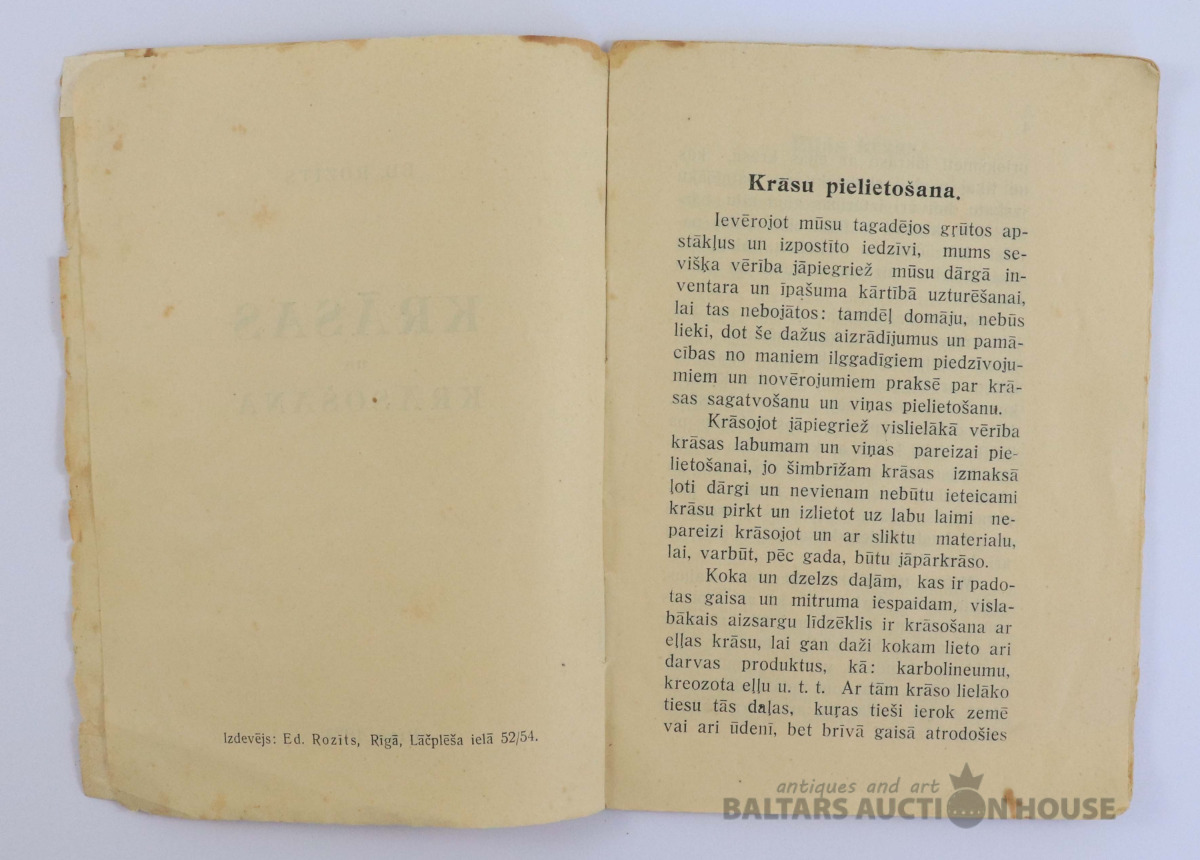 Izdevējs: Ed. Rozīts, Rīgā, Lāčplēša ielā 52/54.
Krāsu pielietošana.
Ievērojot mūsu tagadējos gŗūtos ap-
stākļus un izpostīto iedzīvi, mums se-
višķa vērība jāpiegriež mūsu dārgā in-
ventara un īpašuma kārtībā uzturēšanai,
lai tas nebojātos: tamdēļ domāju, nebūs
lieki, dot še dažus aizrādījumus un pamā-
cības no maniem ilggadīgiem piedzīvoju-
miem un novērojumiem praksē par krā-
sas sagatvošanu un viņas pielietošanu.
Krāsojot jāpiegriež vislielākā vērība
krāsas labumam un viņas pareizai pie-
lietošanai, jo šimbrīžam krāsas izmaksā
ļoti dārgi un nevienam nebūtu ieteicami
krāsu pirkt un izlietot uz labu laimi ne-
pareizi krāsojot un ar sliktu materialu,
lai, varbūt, pēc gada, būtu jāpārkrāso.
Koka un dzelzs daļām, kas ir pado-
tas gaisa un mitruma iespaidam, visla-
bākais aizsargu līdzēklis ir krāsošana ar
eļļas krāsu, lai gan daži kokam lieto ari
darvas produktus, kā: karbolineumu,
kreozota eļļu u. t. t. Ar tām krāso lielāko
tiesu tās daļas, kuŗas tieši ierok zemē
vai ari ūdenī, bet brīvā gaisā atrodošies
antiques and art
BALTARS AUCTION HOUSE